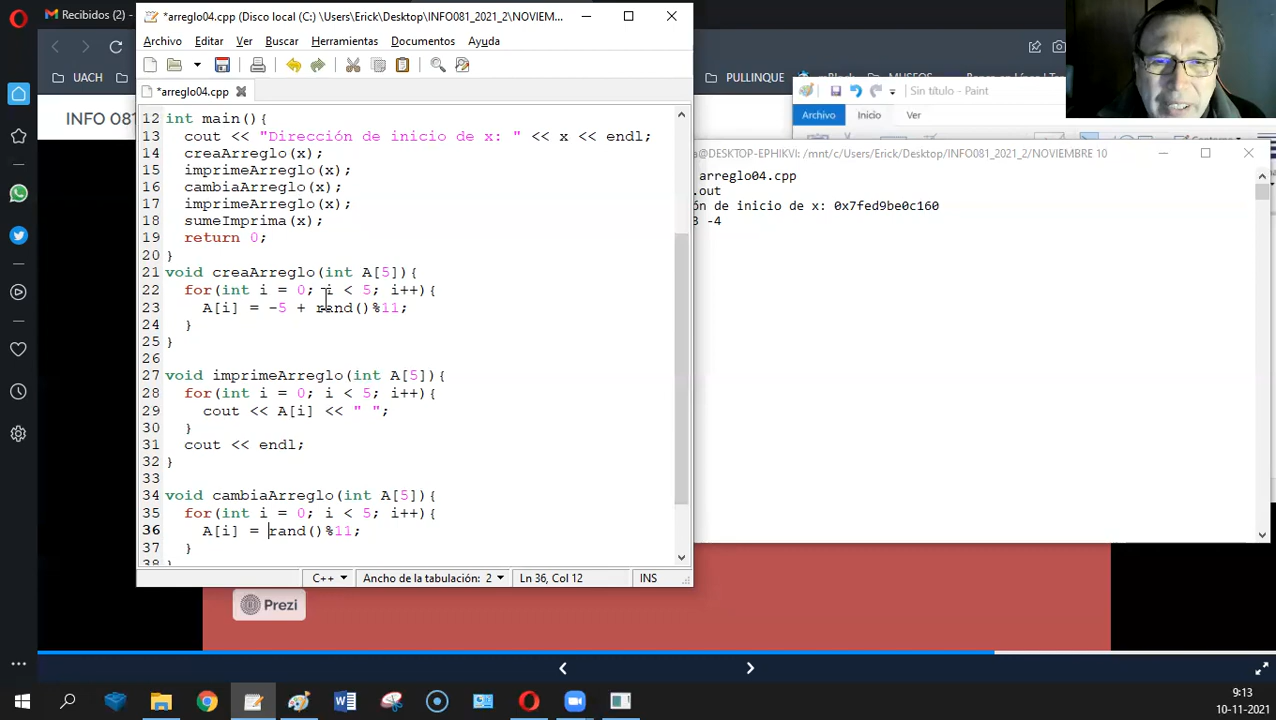 Recibidos (2) -
*arreglo04.cpp (Disco local (C:) \Users\Erick\Desktop\INFO081_2021_2\NOVIEM...
Archivo Editar Ver Buscar Herramientas Documentos Ayuda
*arreglo04.cpp
UACH
PULLINQUE
mBlock
MUSEOS
INFO 081
Sin título - Paint
Archivo Inicio Ver
12 int main(){
13 cout << "Dirección de inicio de x: " << x << endl;
14 creaArreglo(x);
15 imprimeArreglo(x);
16 cambiaArreglo(x);
17 imprimeArreglo(x);
18 sumeImprima(x);
19 return 0;
20 }
21 void creaArreglo(int A[5]){
22 for(int i = 0; i < 5; i++){
23 A[i] = -5 + rand()%11;
24 }
25 }
26
27 void imprimeArreglo(int A[5]){
28 for(int i = 0; i < 5; i++){
29 cout << A[i] << " ";
30 }
31 cout << endl;
32 }
33
34 void cambiaArreglo(int A[5]){
35 for(int i = 0; i < 5; i++){
36 A[i] = rand()%11;
37 }
38 }
C++ Ancho de la tabulación: 2 Ln 36, Col 12 INS
a@DESKTOP-EPHIKVI: /mnt/c/Users/Erick/Desktop/INFO081_2021_2/NOVIEMBRE 10
arreglo04.cpp
.out
ón de inicio de x: 0x7fed9be0c160
3 -4
Prezi
9:13
10-11-2021